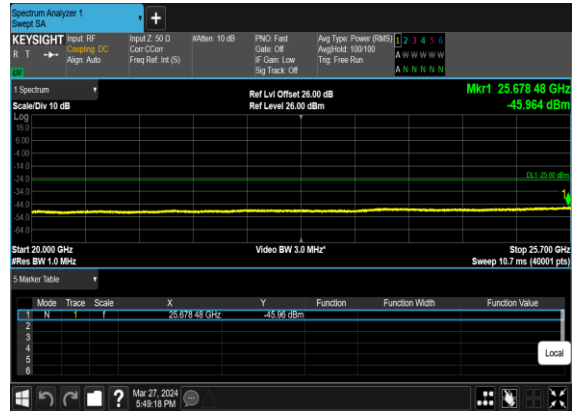 Spectrum Analyzer 1
Swept SA
+
KEYSIGHT Input: RF Input Z: 50 Ω #Atten: 10 dB PNO: Fast Avg Type: Power (RMS) 1 2 3 4 5 6
R T Coupling: DC Corr CCorr Gate: Off Avg|Hold: 100/100 A W W W W W
Align: Auto Freq Ref: Int (S) IF Gain: Low Trig: Free Run
LW Sig Track: Off A N N N N N
1 Spectrum Ref Lvl Offset 26.00 dB Mkr1 25.678 48 GHz
Scale/Div 10 dB Ref Level 26.00 dBm -45.964 dBm
Log
16.0
6.00
-4.00
-14.0
DL1 -25.00 dBm
-24.0
-34.0
1
-44.0
-54.0
-64.0
Start 20.000 GHz Video BW 3.0 MHz* Stop 25.700 GHz
#Res BW 1.0 MHz Sweep 10.7 ms (40001 pts)
5 Marker Table
Mode Trace Scale X Y Function Function Width Function Value
1 N 1 f 25.678 48 GHz -45.96 dBm
2
3
4
5
6
Local
? Mar 27, 2024
5:49:18 PM